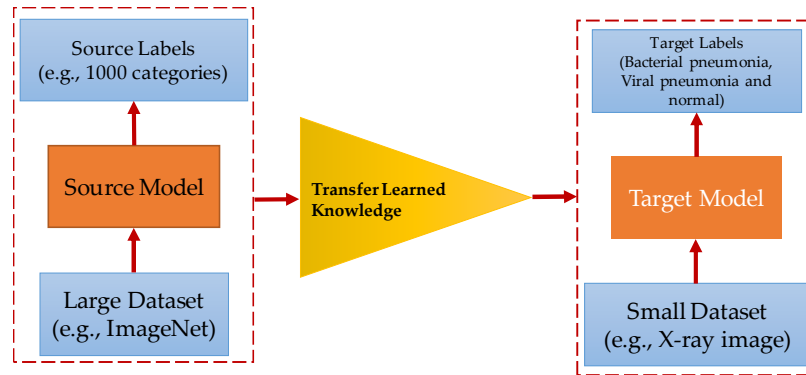 Source Labels
(e.g., 1000 categories)
Source Model
Large Dataset
(e.g., ImageNet)
Transfer Learned
Knowledge
Target Labels
(Bacterial pneumonia,
Viral pneumonia and
normal)
Target Model
Small Dataset
(e.g., X-ray image)